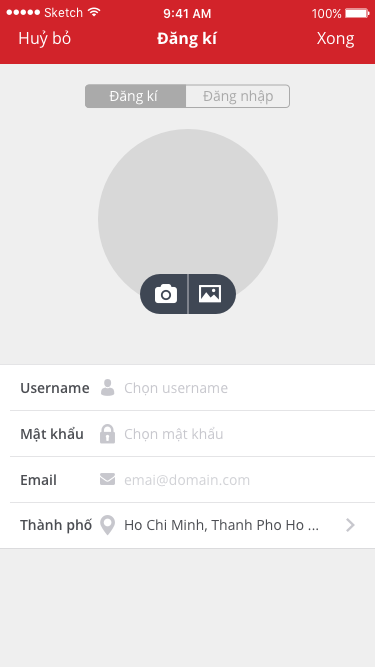 Sketch 9:41 AM 100%
Huỷ bỏ Đăng kí Xong
Đăng kí Đăng nhập
Username Chọn username
Mật khẩu Chọn mật khẩu
Email emai@domain.com
Thành phố Ho Chi Minh, Thanh Pho Ho ...